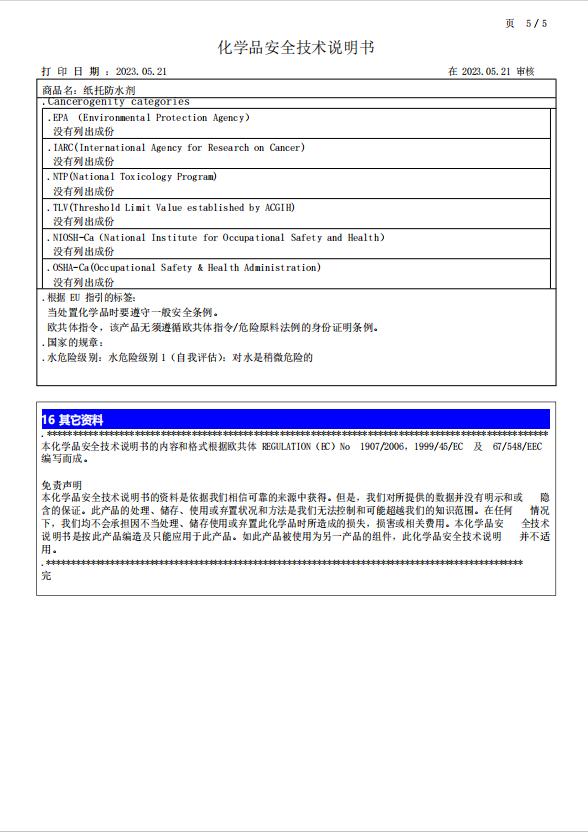 页 5/5
化学品安全技术说明书
打 印 日 期 : 2023.05.21 在 2023.05.21 审核
商品名: 纸托防水剂
.Cancerogenity categories
.EPA （Environmental Protection Agency）
没有列出成份
.IARC(International Agency for Research on Cancer)
没有列出成份
.NTP(National Toxicology Program)
没有列出成份
.TLV(Threshold Limit Value established by ACGIH)
没有列出成份
.NIOSH-Ca（National Institute for Occupational Safety and Health）
没有列出成份
.OSHA-Ca(Occupational Safety & Health Administration)
没有列出成份
.根据 EU 指引的标签:
当处置化学品时要遵守一般安全条例。
欧共体指令，该产品无须遵循欧共体指令/危险原料法例的身份证明条例。
.国家的规章:
.水危险级别: 水危险级别 1（自我评估）: 对水是稍微危险的
16 其它资料
.**********************************************************************************************
本化学品安全技术说明书的内容和格式根据欧共体 REGULATION（EC）No 1907/2006, 1999/45/EC 及 67/548/EEC
编写而成。
免责声明
本化学品安全技术说明书的资料是依据我们相信可靠的来源中获得。但是，我们对所提供的数据并没有明示和或 隐
含的保证。此产品的处理、储存、使用或弃置状况和方法是我们无法控制和可能超越我们的知识范围。在任何 情况
下，我们均不会承担因不当处理、储存使用或弃置此化学品时所造成的损失，损害或相关费用。本化学品安 全技术
说明书是按此产品编造及只能应用于此产品。如此产品被使用为另一产品的组件，此化学品安全技术说明 并不适
用。
.******************************************************************************************
完